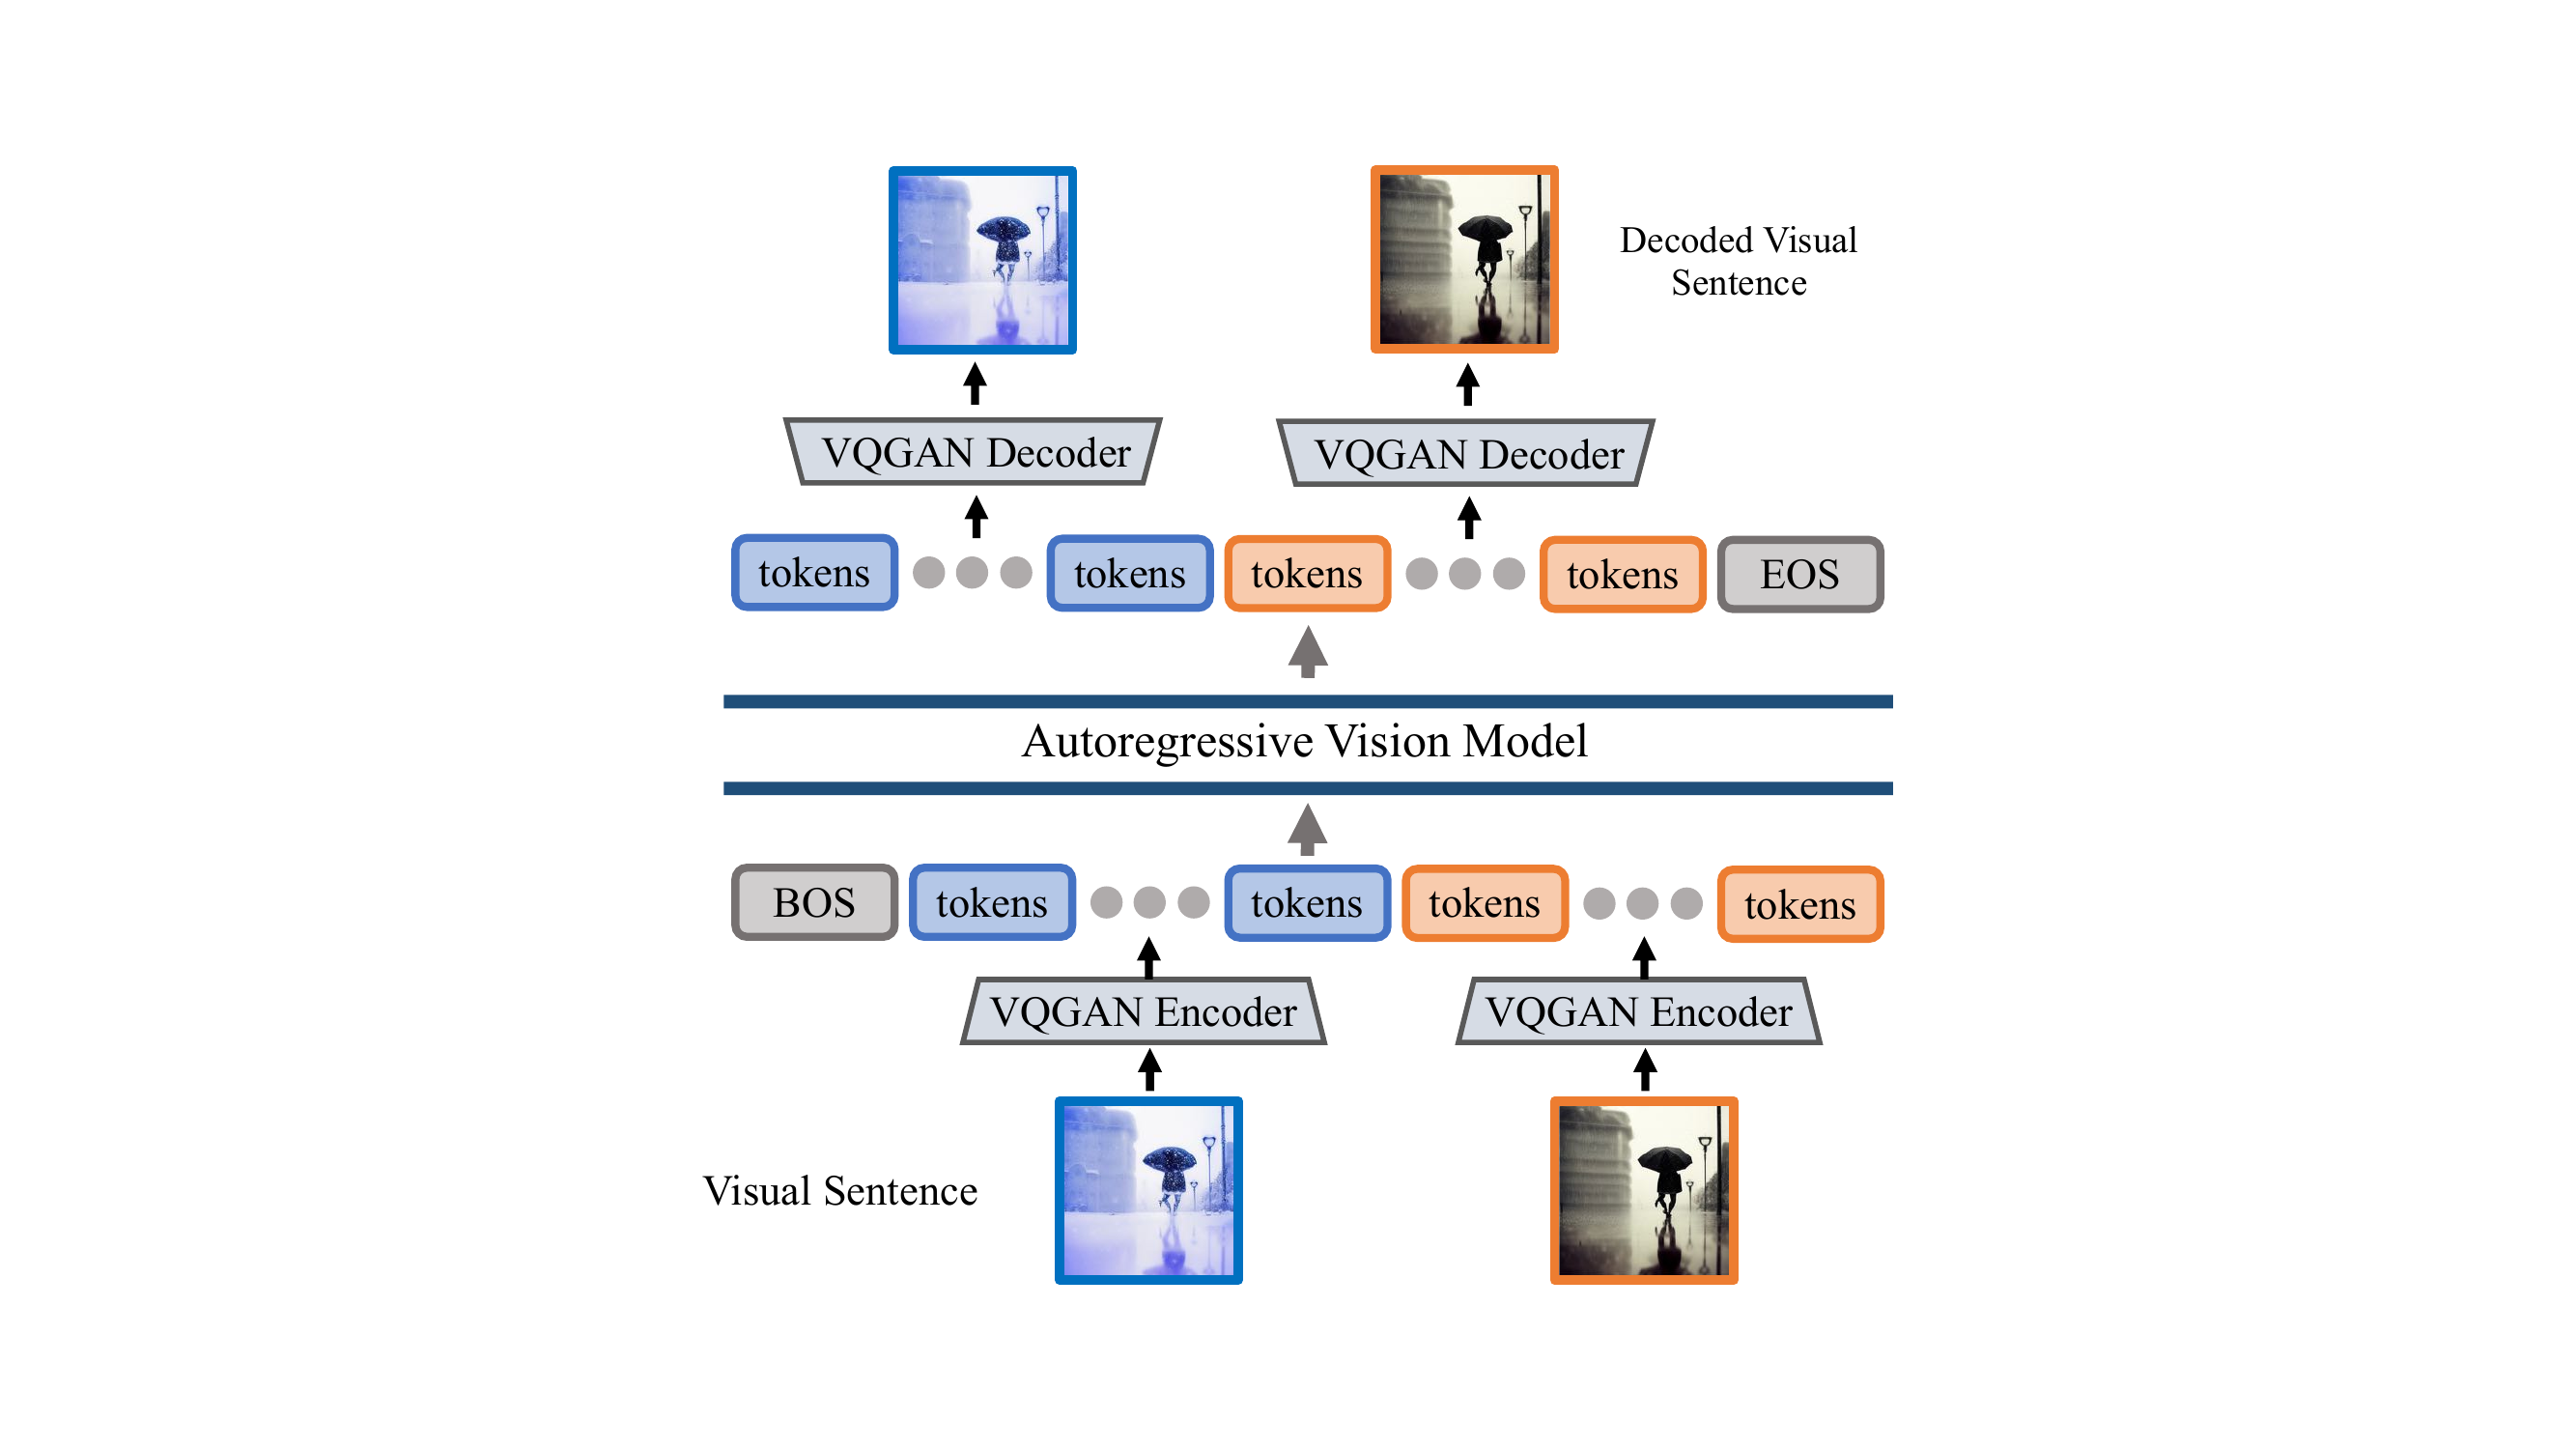 Decoded Visual
Sentence
VQGAN Decoder
VQGAN Decoder
tokens
tokens
tokens
tokens
EOS
Autoregressive Vision Model
BOS
tokens
tokens
tokens
tokens
VQGAN Encoder
VQGAN Encoder
Visual Sentence